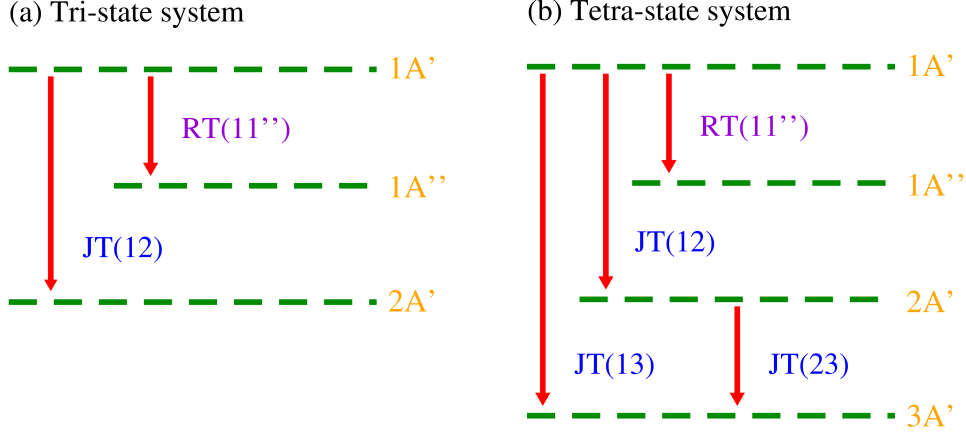 (a) Tri-state system
1A'
RT(11'')
1A''
JT(12)
2A'
(b) Tetra-state system
1A'
RT(11'')
1A''
JT(12)
2A'
JT(13)
JT(23)
3A'